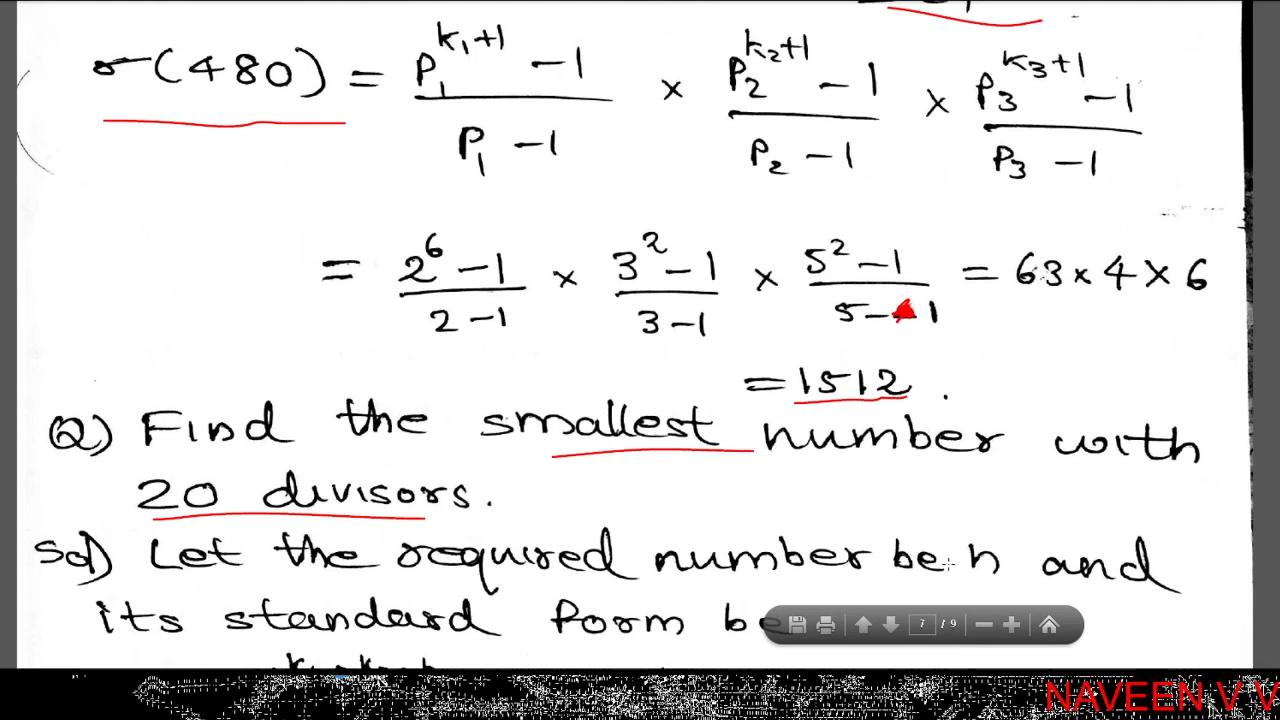 σ(480) = P₁^(k₁+1) − 1 / P₁ − 1 × P₂^(k₂+1) − 1 / P₂ − 1 × P₃^(k₃+1) − 1 / P₃ − 1
= 2⁶ − 1 / 2 − 1 × 3² − 1 / 3 − 1 × 5² − 1 / 5 − 1 = 63 × 4 × 6
= 1512.
Q) Find the smallest number with
20 divisors.
Sol) Let the required number be n and
its standard form be
7 / 9
NAVEEN V V